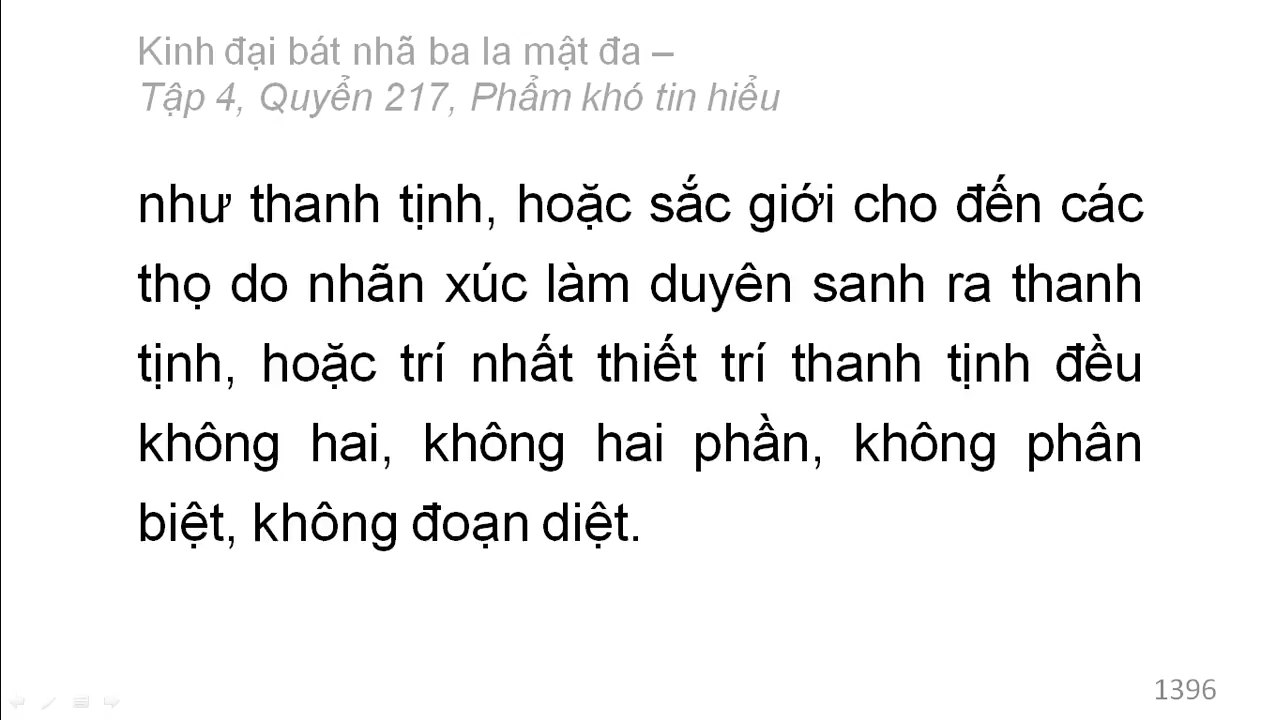 Kinh đại bát nhã ba la mật đa –
Tập 4, Quyển 217, Phẩm khó tin hiểu
như thanh tịnh, hoặc sắc giới cho đến các
thọ do nhãn xúc làm duyên sanh ra thanh
tịnh, hoặc trí nhất thiết trí thanh tịnh đều
không hai, không hai phần, không phân
biệt, không đoạn diệt.
1396